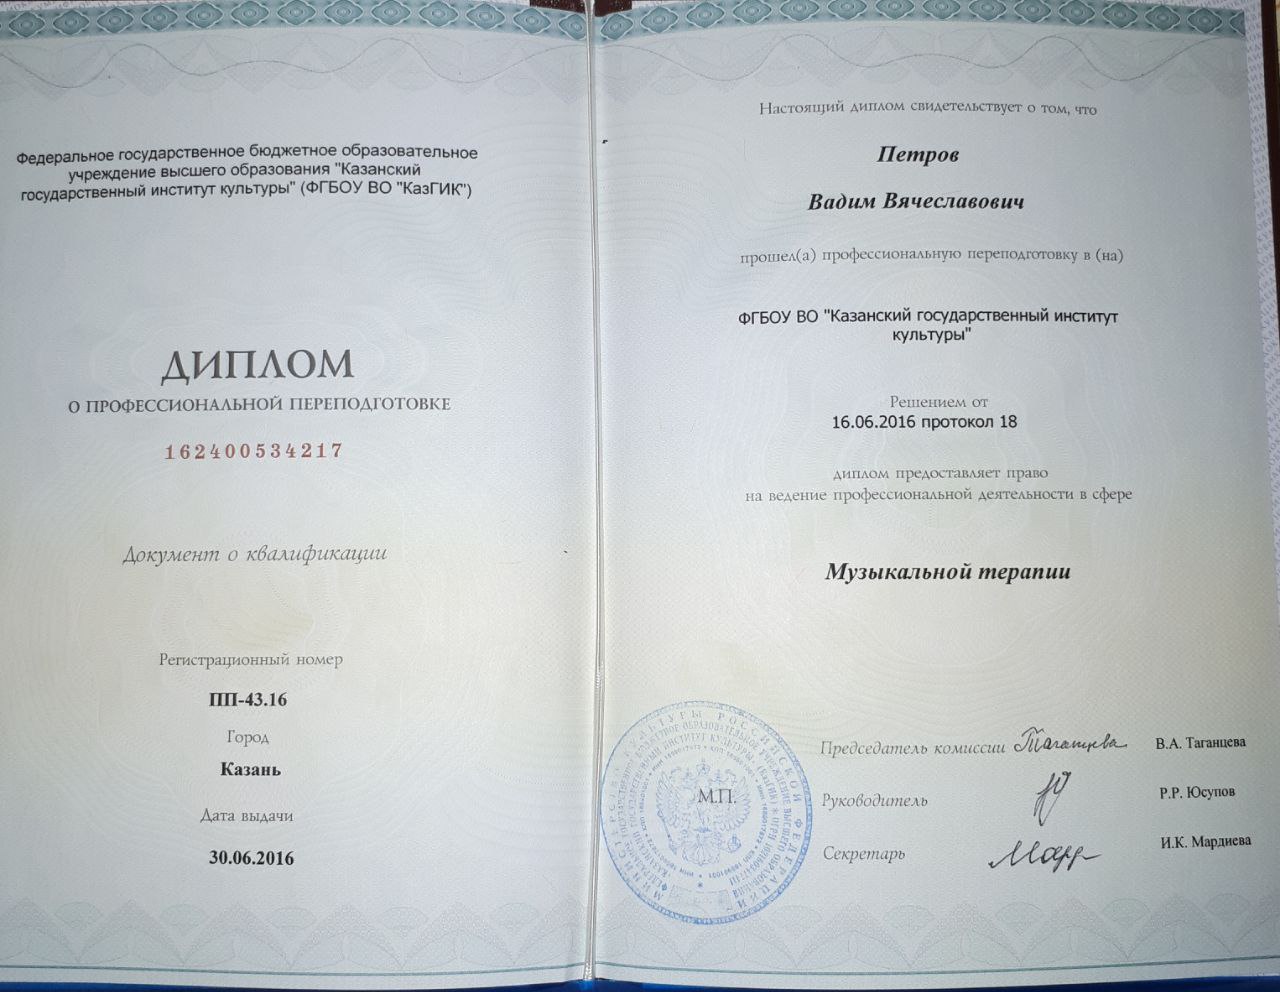 Федеральное государственное бюджетное образовательное
учреждение высшего образования "Казанский
государственный институт культуры" (ФГБОУ ВО "КазГИК")
ДИПЛОМ
О ПРОФЕССИОНАЛЬНОЙ ПЕРЕПОДГОТОВКЕ
162400534217
Документ о квалификации
Регистрационный номер
ПП-43.16
Город
Казань
Дата выдачи
30.06.2016
Настоящий диплом свидетельствует о том, что
Петров
Вадим Вячеславович
прошел(а) профессиональную переподготовку в (на)
ФГБОУ ВО "Казанский государственный институт
культуры"
Решением от
16.06.2016 протокол 18
диплом предоставляет право
на ведение профессиональной деятельности в сфере
Музыкальной терапии
М.П.
Председатель комиссии Таганцева В.А. Таганцева
Руководитель Р.Р. Юсупов
Секретарь И.К. Мардиева